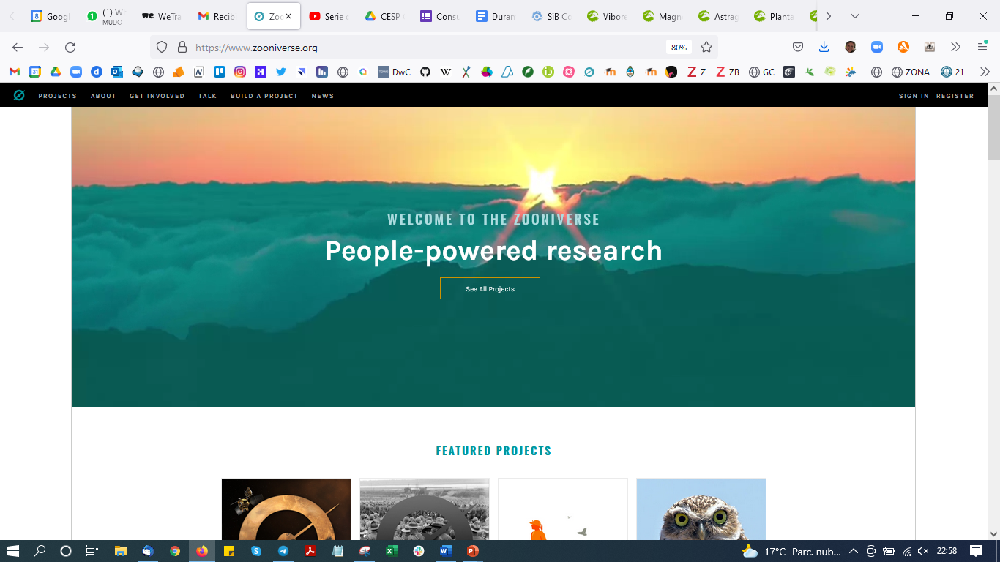 Googl
(1) Wh
MUDO
WeTra
Recibi
Zoo
Serie d
CESP
Consu
Duran
SiB Co
Vibore
Magn
Astrag
Planta
https://www.zooniverse.org
80%
DwC
Z
ZB
GC
ZONA
21
PROJECTS ABOUT GET INVOLVED TALK BUILD A PROJECT NEWS SIGN IN REGISTER
WELCOME TO THE ZOONIVERSE
People-powered research
See All Projects
FEATURED PROJECTS
17°C Parc. nub... 22:58